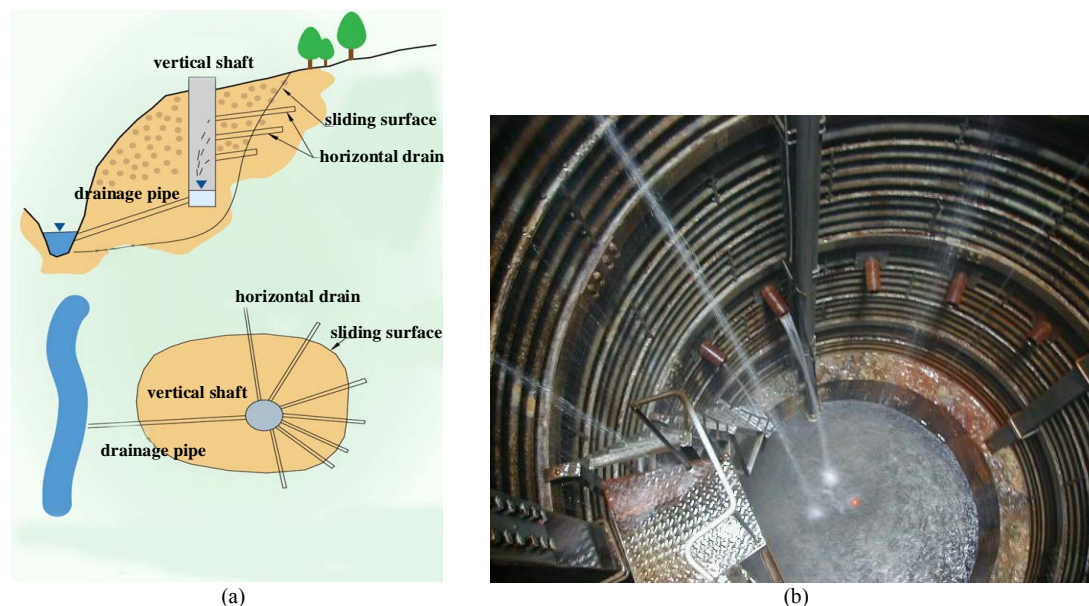 vertical shaft
sliding surface
horizontal drain
drainage pipe
horizontal drain
sliding surface
vertical shaft
drainage pipe
(a)
(b)